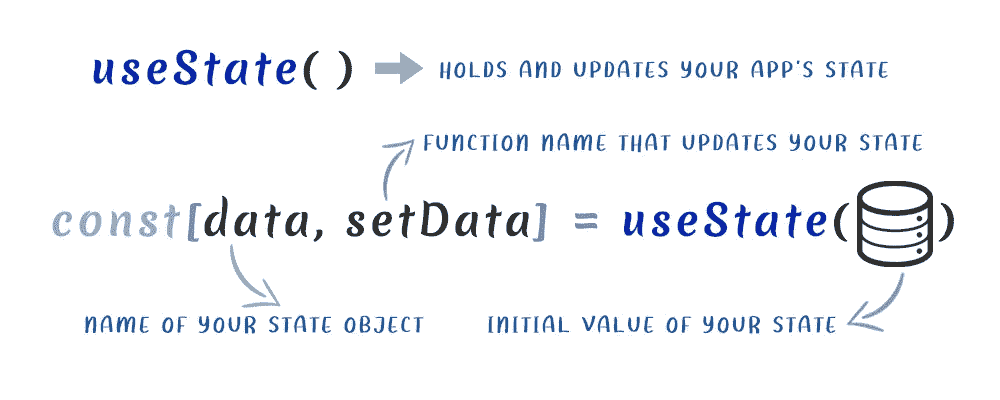 useState( ) HOLDS AND UPDATES YOUR APP'S STATE
FUNCTION NAME THAT UPDATES YOUR STATE
const[data, setData] = useState( )
NAME OF YOUR STATE OBJECT
INITIAL VALUE OF YOUR STATE